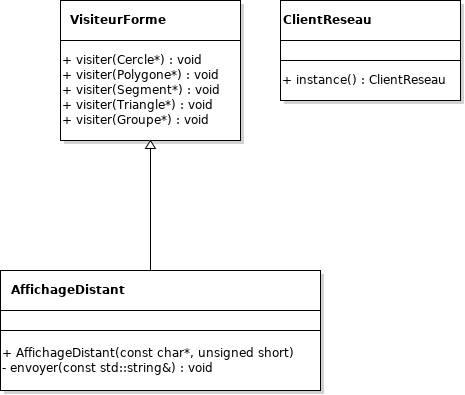 VisiteurForme
+ visiter(Cercle*) : void
+ visiter(Polygone*) : void
+ visiter(Segment*) : void
+ visiter(Triangle*) : void
+ visiter(Groupe*) : void
ClientReseau
+ instance() : ClientReseau
AffichageDistant
+ AffichageDistant(const char*, unsigned short)
- envoyer(const std::string&) : void